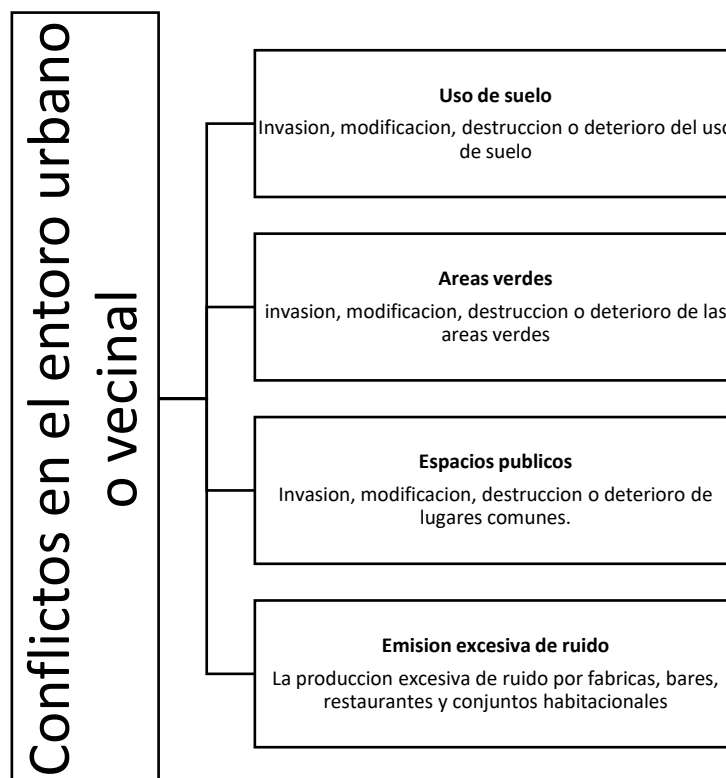 Conflictos en el entoro urbano
o vecinal
Uso de suelo
Invasion, modificacion, destruccion o deterioro del uso
de suelo
Areas verdes
invasion, modificacion, destruccion o deterioro de las
areas verdes
Espacios publicos
Invasion, modificacion, destruccion o deterioro de
lugares comunes.
Emision excesiva de ruido
La produccion excesiva de ruido por fabricas, bares,
restaurantes y conjuntos habitacionales